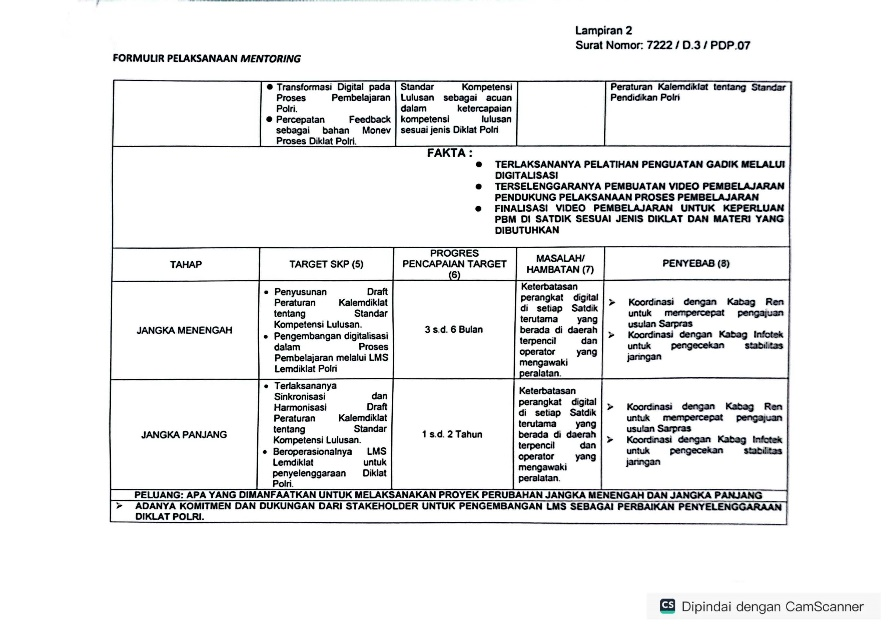 Lampiran 2
Surat Nomor: 7222 / D.3 / PDP.07
FORMULIR PELAKSANAAN MENTORING
● Transformasi Digital pada
Proses Pembelajaran
Polri.
● Percepatan Feedback
sebagai bahan Monev
Proses Diklat Polri.
Standar Kompetensi
Lulusan sebagai acuan
dalam ketercapaian
kompetensi lulusan
sesuai jenis Diklat Polri
Peraturan Kalemdiklat tentang Standar
Pendidikan Polri
FAKTA :
● TERLAKSANANYA PELATIHAN PENGUATAN GADIK MELALUI
DIGITALISASI
● TERSELENGGARANYA PEMBUATAN VIDEO PEMBELAJARAN
PENDUKUNG PELAKSANAAN PROSES PEMBELAJARAN
● FINALISASI VIDEO PEMBELAJARAN UNTUK KEPERLUAN
PBM DI SATDIK SESUAI JENIS DIKLAT DAN MATERI YANG
DIBUTUHKAN
TAHAP
TARGET SKP (5)
PROGRES
PENCAPAIAN TARGET
(6)
MASALAH/
HAMBATAN (7)
PENYEBAB (8)
JANGKA MENENGAH
• Penyusunan Draft
Peraturan Kalemdiklat
tentang Standar
Kompetensi Lulusan.
• Pengembangan digitalisasi
dalam Proses
Pembelajaran melalui LMS
Lemdiklat Polri
3 s.d. 6 Bulan
Keterbatasan
perangkat digital
di setiap Satdik
terutama yang
berada di daerah
terpencil dan
operator yang
mengawaki
peralatan.
➢ Koordinasi dengan Kabag Ren
untuk mempercepat pengajuan
usulan Sarpras
➢ Koordinasi dengan Kabag Infotek
untuk pengecekan stabilitas
jaringan
JANGKA PANJANG
• Terlaksananya
Sinkronisasi dan
Harmonisasi Draft
Peraturan Kalemdiklat
tentang Standar
Kompetensi Lulusan.
• Beroperasionalnya LMS
Lemdiklat untuk
penyelenggaraan Diklat
Polri.
1 s.d. 2 Tahun
Keterbatasan
perangkat digital
di setiap Satdik
terutama yang
berada di daerah
terpencil dan
operator yang
mengawaki
peralatan.
➢ Koordinasi dengan Kabag Ren
untuk mempercepat pengajuan
usulan Sarpras
➢ Koordinasi dengan Kabag Infotek
untuk pengecekan stabilitas
jaringan
PELUANG: APA YANG DIMANFAATKAN UNTUK MELAKSANAKAN PROYEK PERUBAHAN JANGKA MENENGAH DAN JANGKA PANJANG
➢ ADANYA KOMITMEN DAN DUKUNGAN DARI STAKEHOLDER UNTUK PENGEMBANGAN LMS SEBAGAI PERBAIKAN PENYELENGGARAAN
DIKLAT POLRI.
CS Dipindai dengan CamScanner